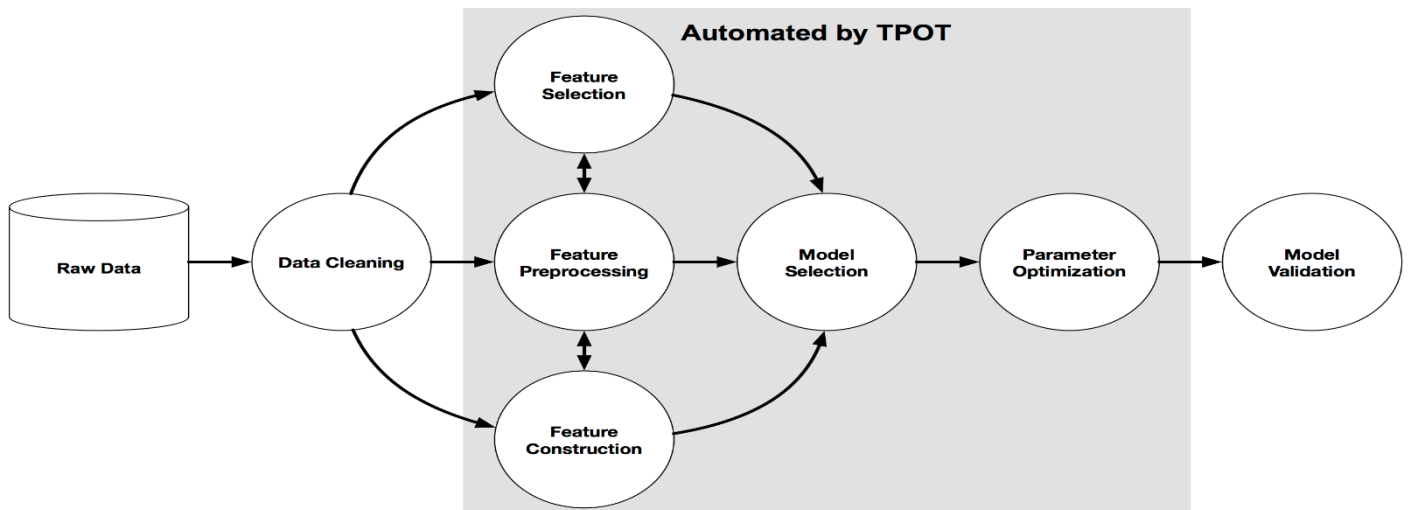 Automated by TPOT
Feature
Selection
Raw Data
Data Cleaning
Feature
Preprocessing
Model
Selection
Parameter
Optimization
Model
Validation
Feature
Construction